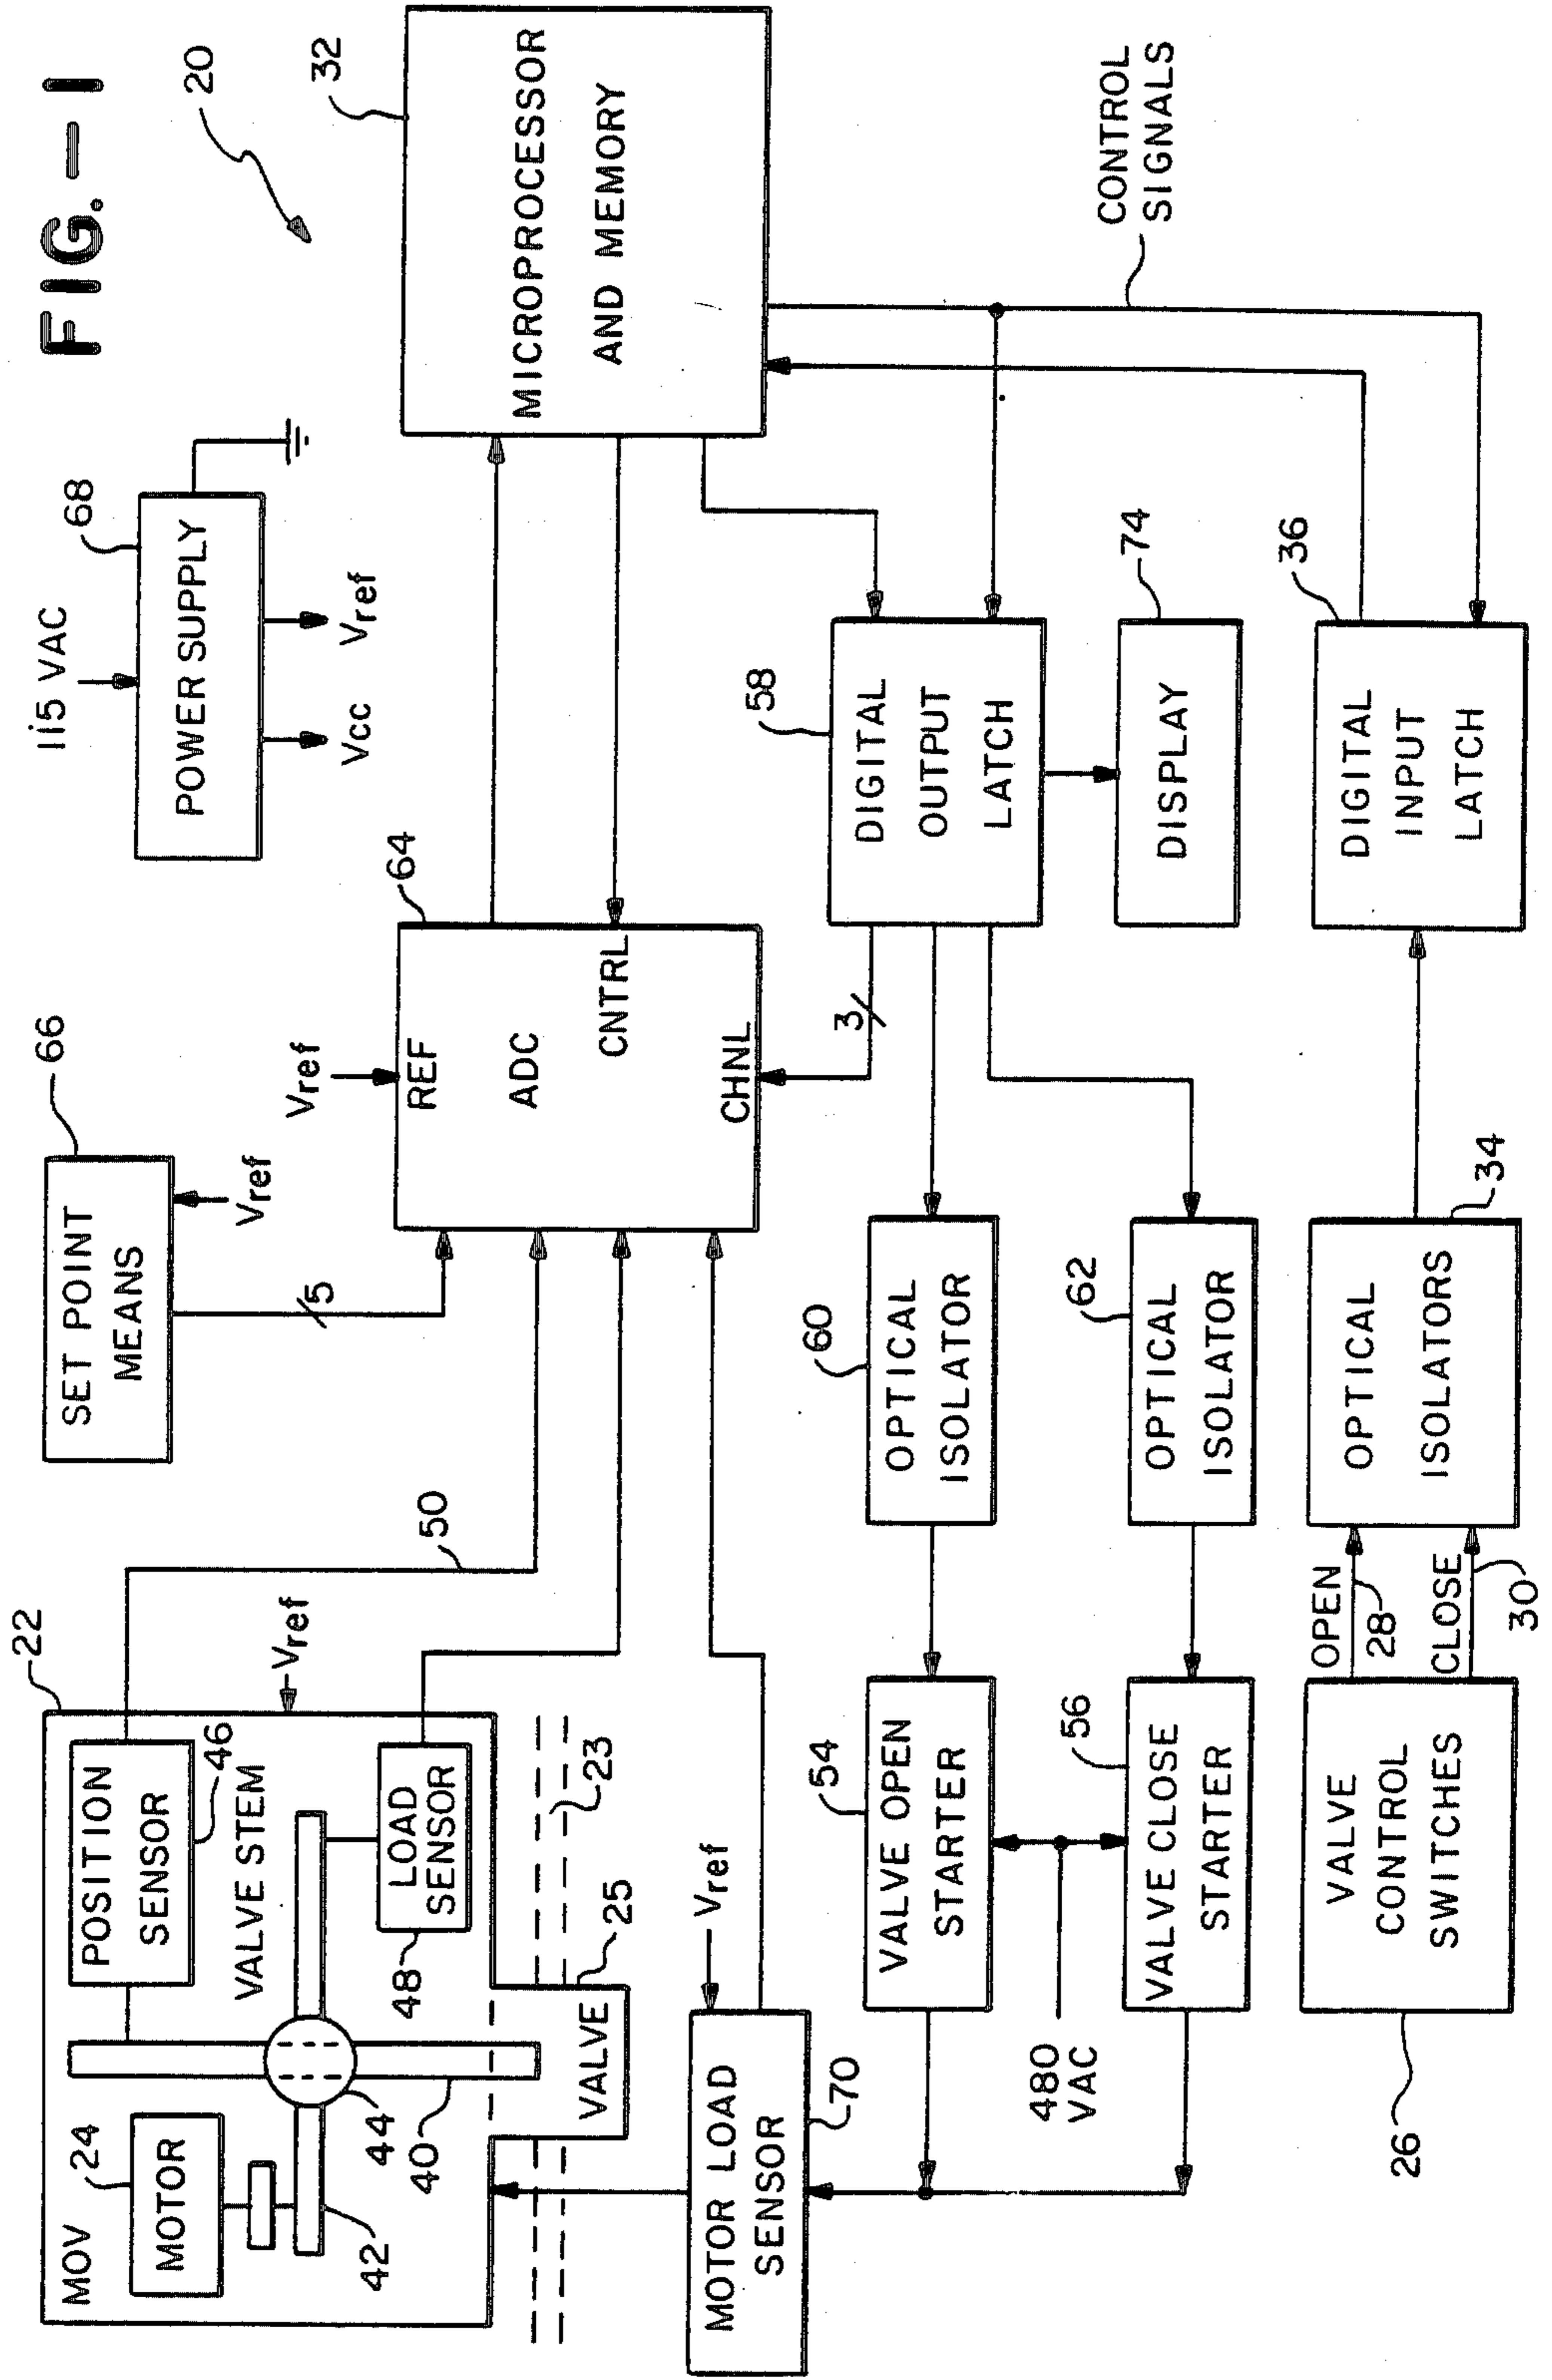 FIG. - 1
20
22
MOV
24
MOTOR
POSITION
SENSOR
46
VALVE STEM
LOAD
SENSOR
48
44
42
40
VALVE
25
23
Vref
50
66
SET POINT
MEANS
Vref
5
Vref
64
REF
ADC
CNTRL
CHNL
115 VAC
68
POWER SUPPLY
Vcc
Vref
32
MICROPROCESSOR
AND MEMORY
MOTOR LOAD
SENSOR
70
Vref
54
VALVE OPEN
STARTER
480
VAC
56
VALVE CLOSE
STARTER
60
OPTICAL
ISOLATOR
62
OPTICAL
ISOLATOR
3
58
DIGITAL
OUTPUT
LATCH
74
DISPLAY
CONTROL
SIGNALS
26
VALVE
CONTROL
SWITCHES
OPEN
28
CLOSE
30
34
OPTICAL
ISOLATORS
36
DIGITAL
INPUT
LATCH